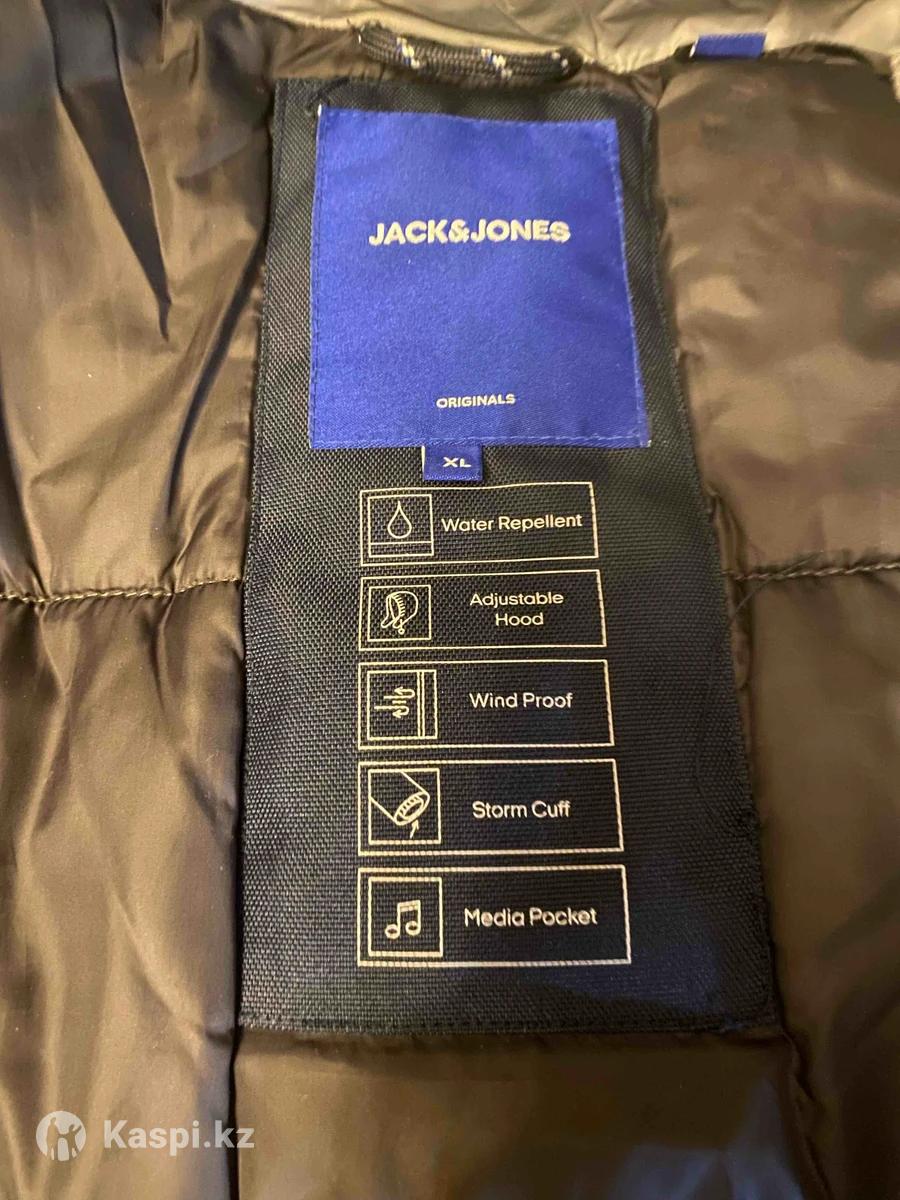 JACK&JONES
ORIGINALS
XL
Water Repellent
Adjustable
Hood
Wind Proof
Storm Cuff
Media Pocket
Kaspi.kz